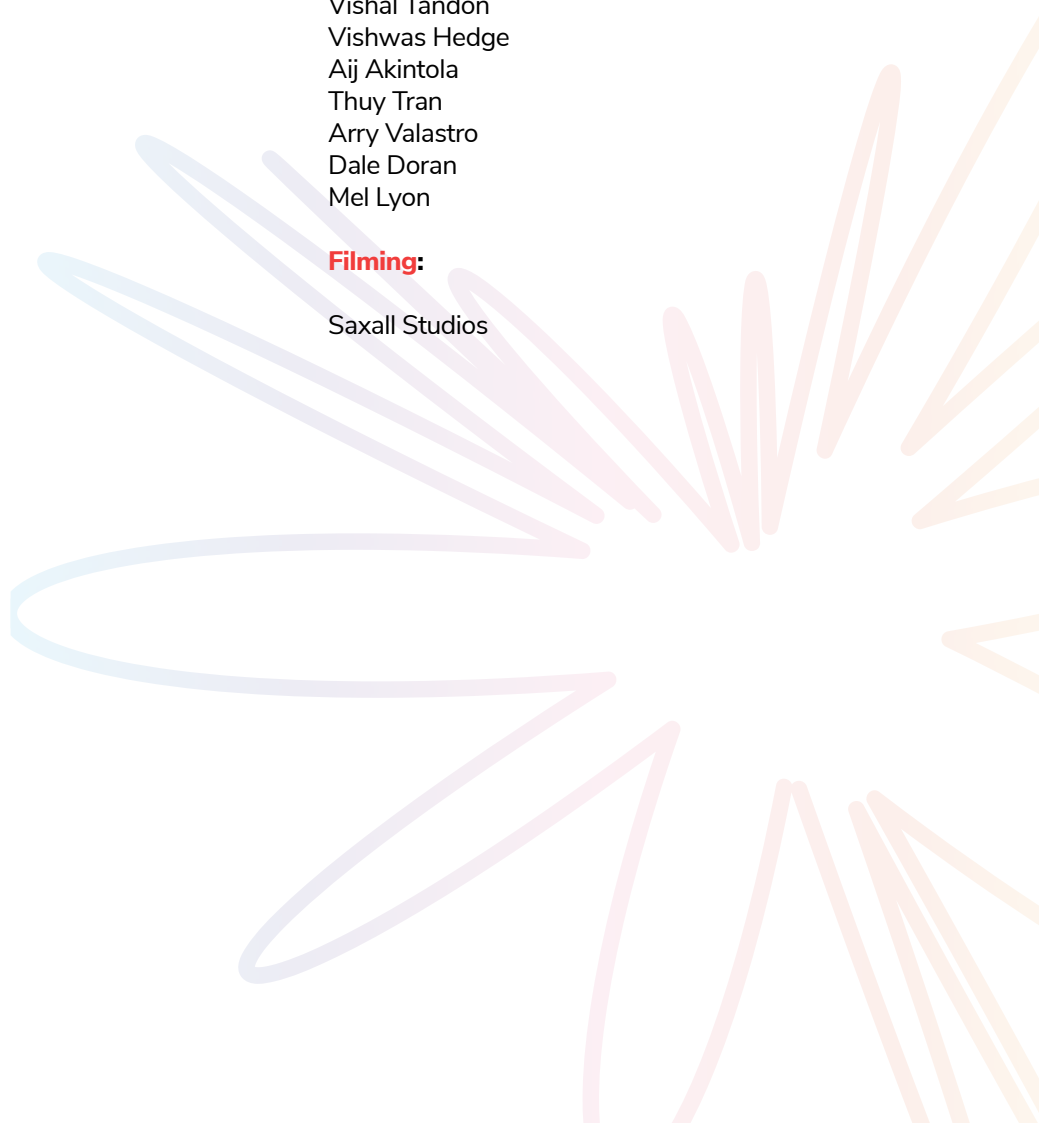 Vishal Tandon
Vishwas Hedge
Aij Akintola
Thuy Tran
Arry Valastro
Dale Doran
Mel Lyon
Filming:
Saxall Studios